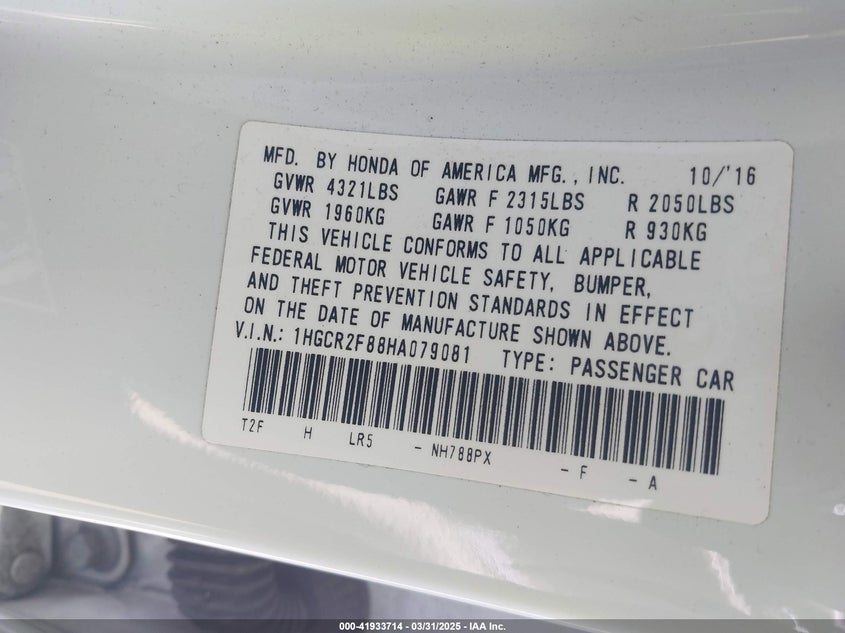 MFD. BY HONDA OF AMERICA MFG., INC. 10/'16
GVWR 4321LBS GAWR F 2315LBS R 2050LBS
GVWR 1960KG GAWR F 1050KG R 930KG
THIS VEHICLE CONFORMS TO ALL APPLICABLE
FEDERAL MOTOR VEHICLE SAFETY, BUMPER,
AND THEFT PREVENTION STANDARDS IN EFFECT
ON THE DATE OF MANUFACTURE SHOWN ABOVE.
V.I.N.: 1HGCR2F88HA079081 TYPE: PASSENGER CAR
T2F H LR5 - NH788PX - F - A
000-41933714 - 03/31/2025 - IAA Inc.